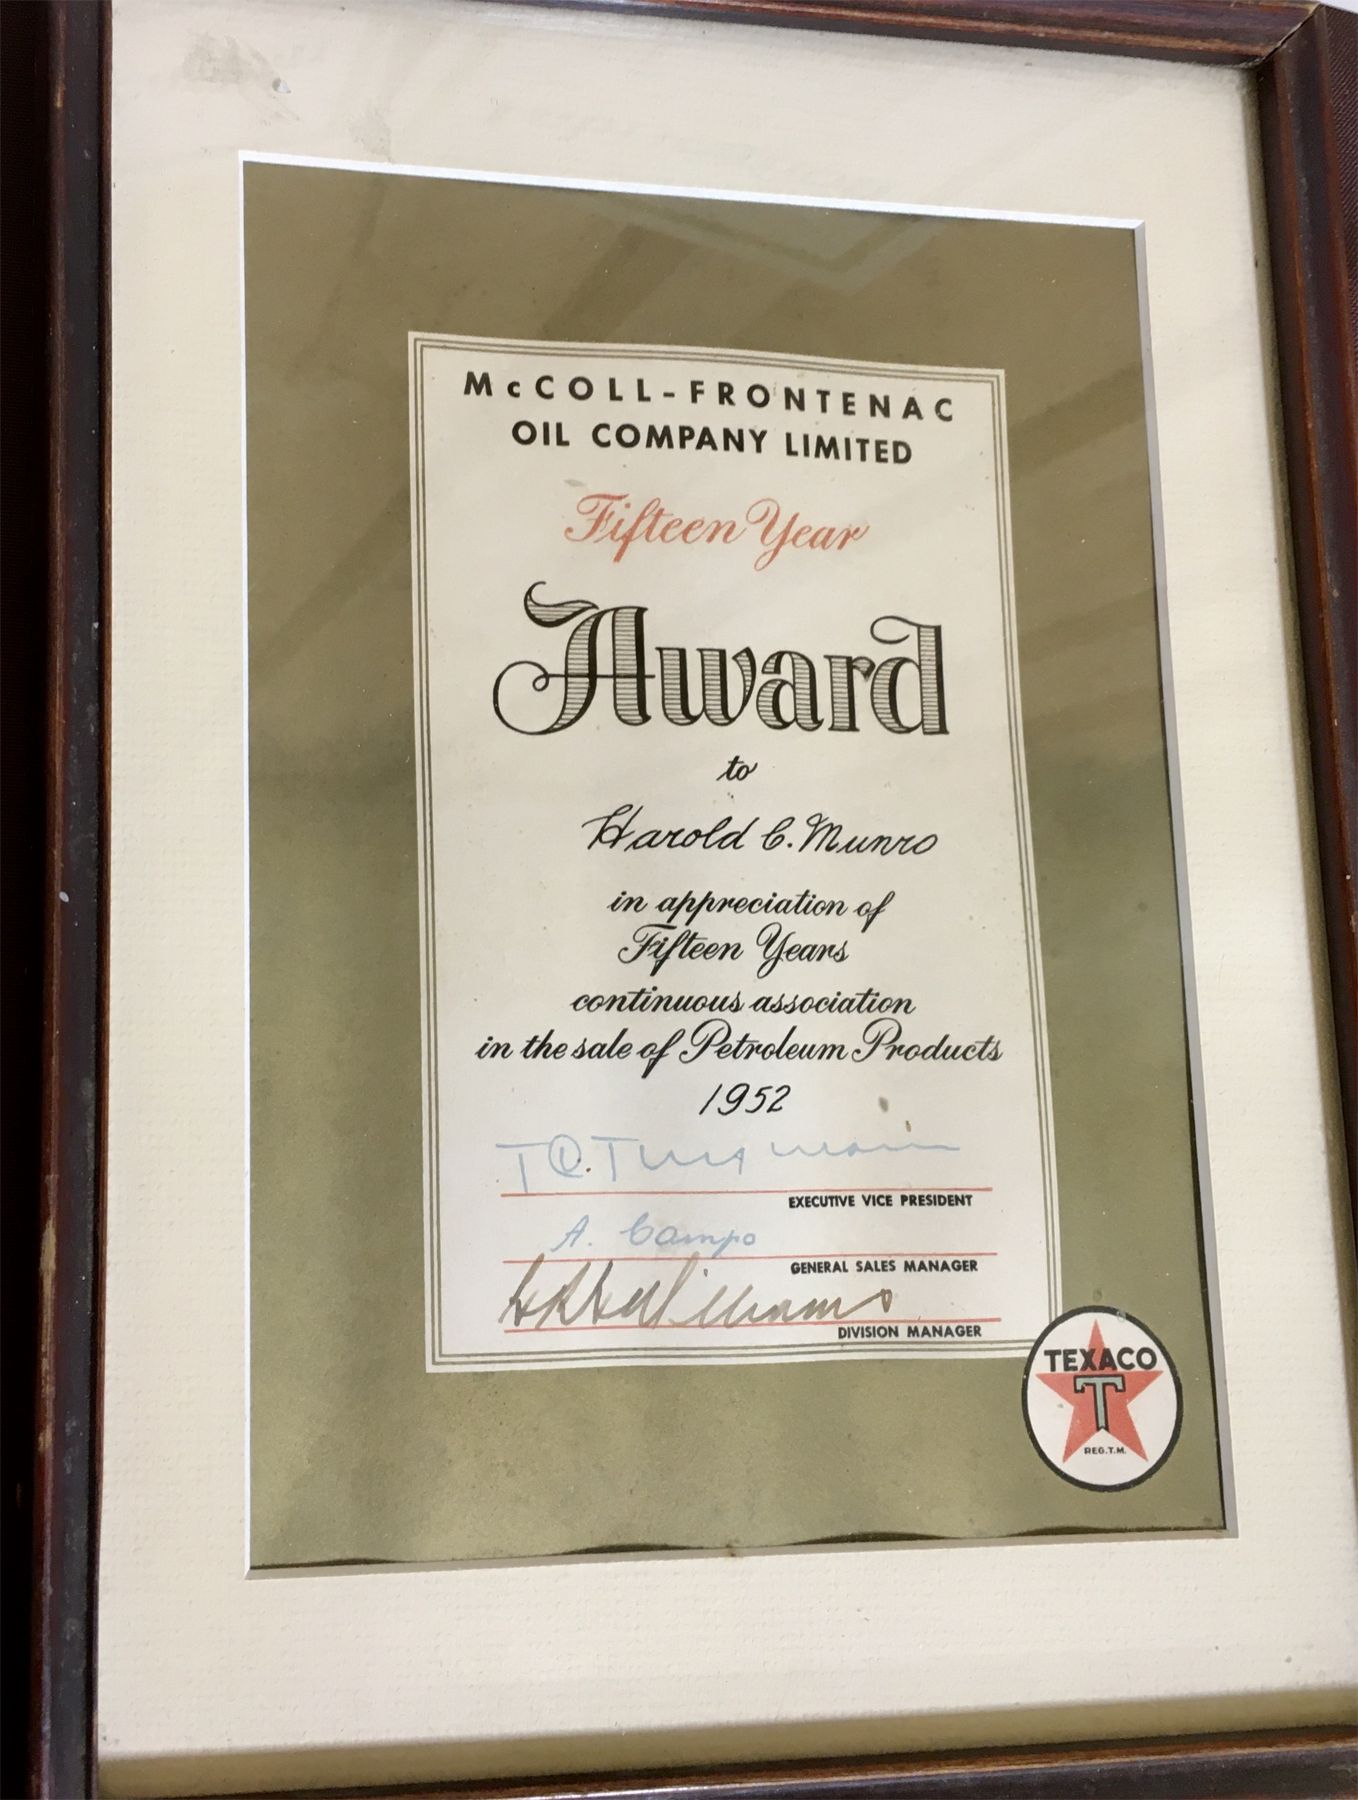 McCOLL-FRONTENAC
OIL COMPANY LIMITED
Fifteen Year
Award
to
Harold C. Munro
in appreciation of
Fifteen Years
continuous association
in the sale of Petroleum Products
1952
EXECUTIVE VICE PRESIDENT
A. Campo
GENERAL SALES MANAGER
DIVISION MANAGER
TEXACO
T
REG.T.M.